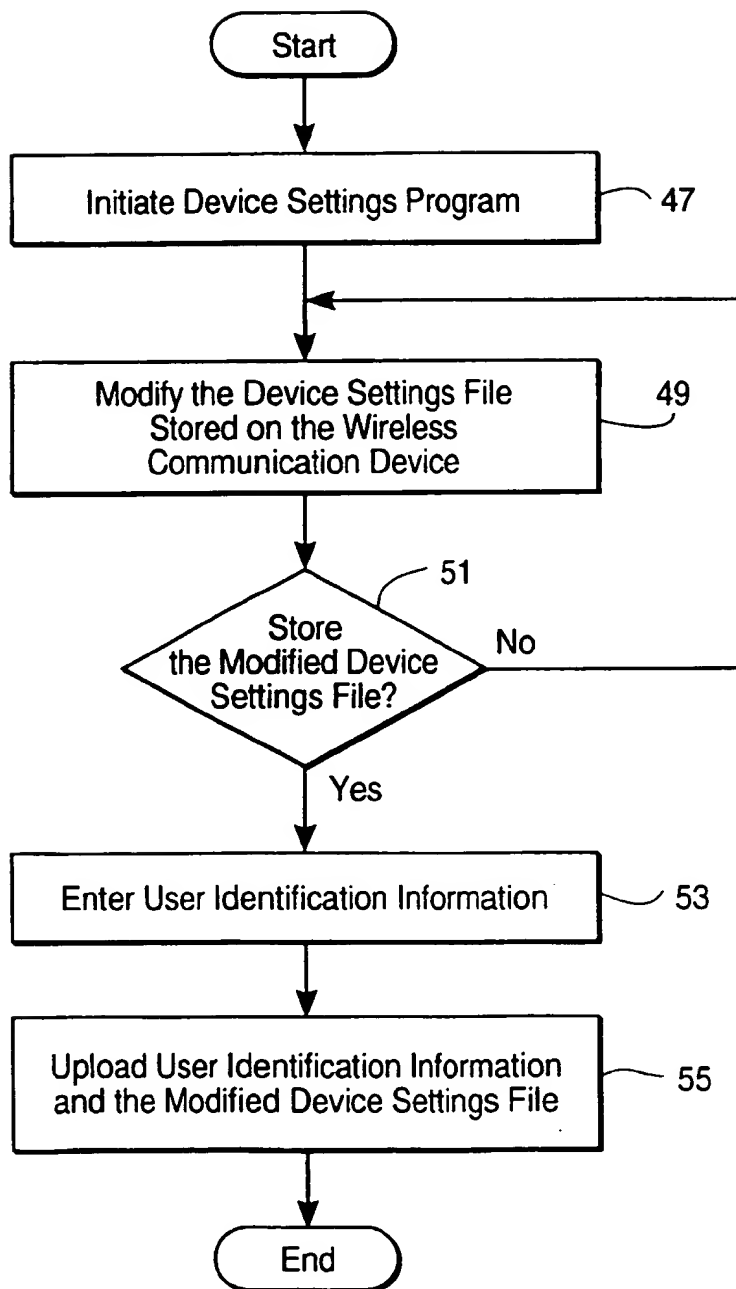 Start
Initiate Device Settings Program
47
Modify the Device Settings File
Stored on the Wireless
Communication Device
49
51
Store
the Modified Device
Settings File?
No
Yes
Enter User Identification Information
53
Upload User Identification Information
and the Modified Device Settings File
55
End